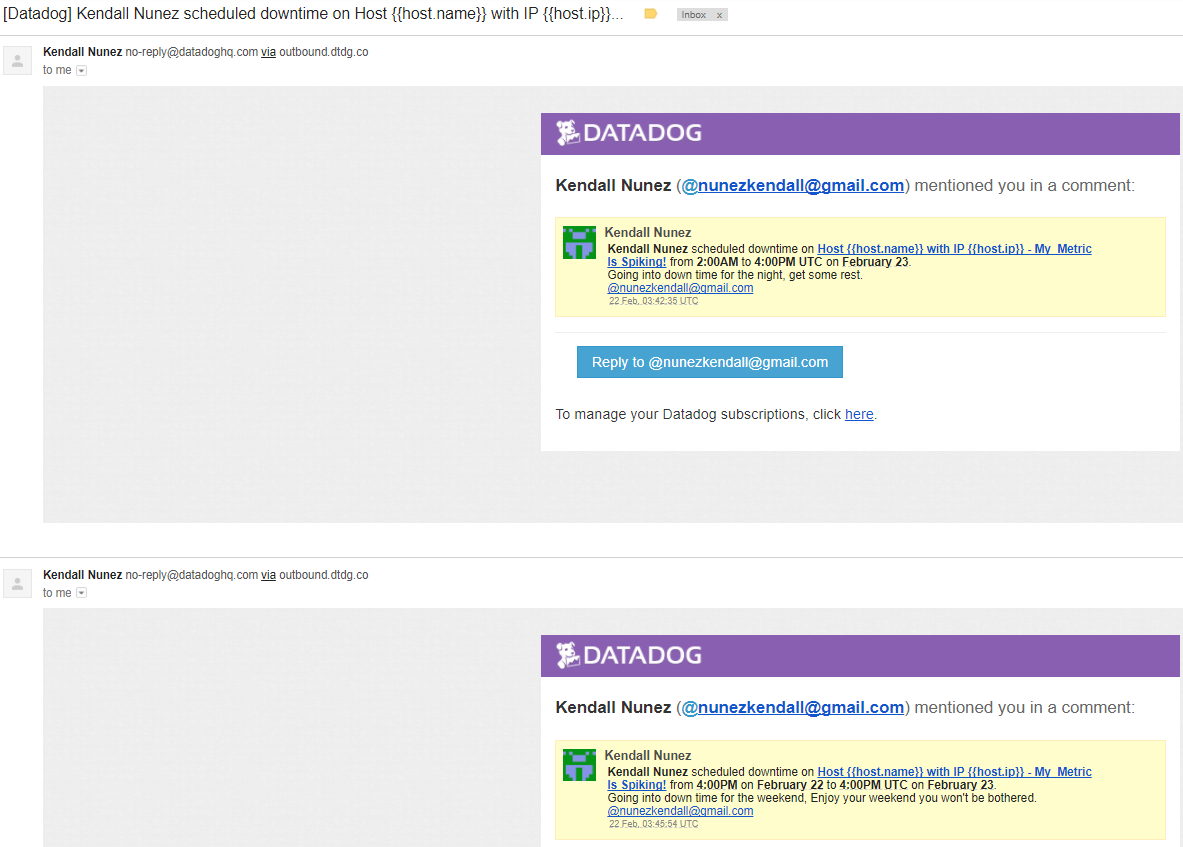 [Datadog] Kendall Nunez scheduled downtime on Host {{host.name}} with IP {{host.ip}}...
Inbox x
Kendall Nunez no-reply@datadoghq.com via outbound.dtdg.co
to me
DATADOG
Kendall Nunez (@nunezkendall@gmail.com) mentioned you in a comment:
Kendall Nunez
Kendall Nunez scheduled downtime on Host {{host.name}} with IP {{host.ip}} - My_Metric
Is Spiking! from 2:00AM to 4:00PM UTC on February 23.
Going into down time for the night, get some rest.
@nunezkendall@gmail.com
22 Feb, 03:42:35 UTC
Reply to @nunezkendall@gmail.com
To manage your Datadog subscriptions, click here.
Kendall Nunez no-reply@datadoghq.com via outbound.dtdg.co
to me
DATADOG
Kendall Nunez (@nunezkendall@gmail.com) mentioned you in a comment:
Kendall Nunez
Kendall Nunez scheduled downtime on Host {{host.name}} with IP {{host.ip}} - My_Metric
Is Spiking! from 4:00PM on February 22 to 4:00PM UTC on February 23.
Going into down time for the weekend, Enjoy your weekend you won't be bothered.
@nunezkendall@gmail.com
22 Feb, 03:45:54 UTC